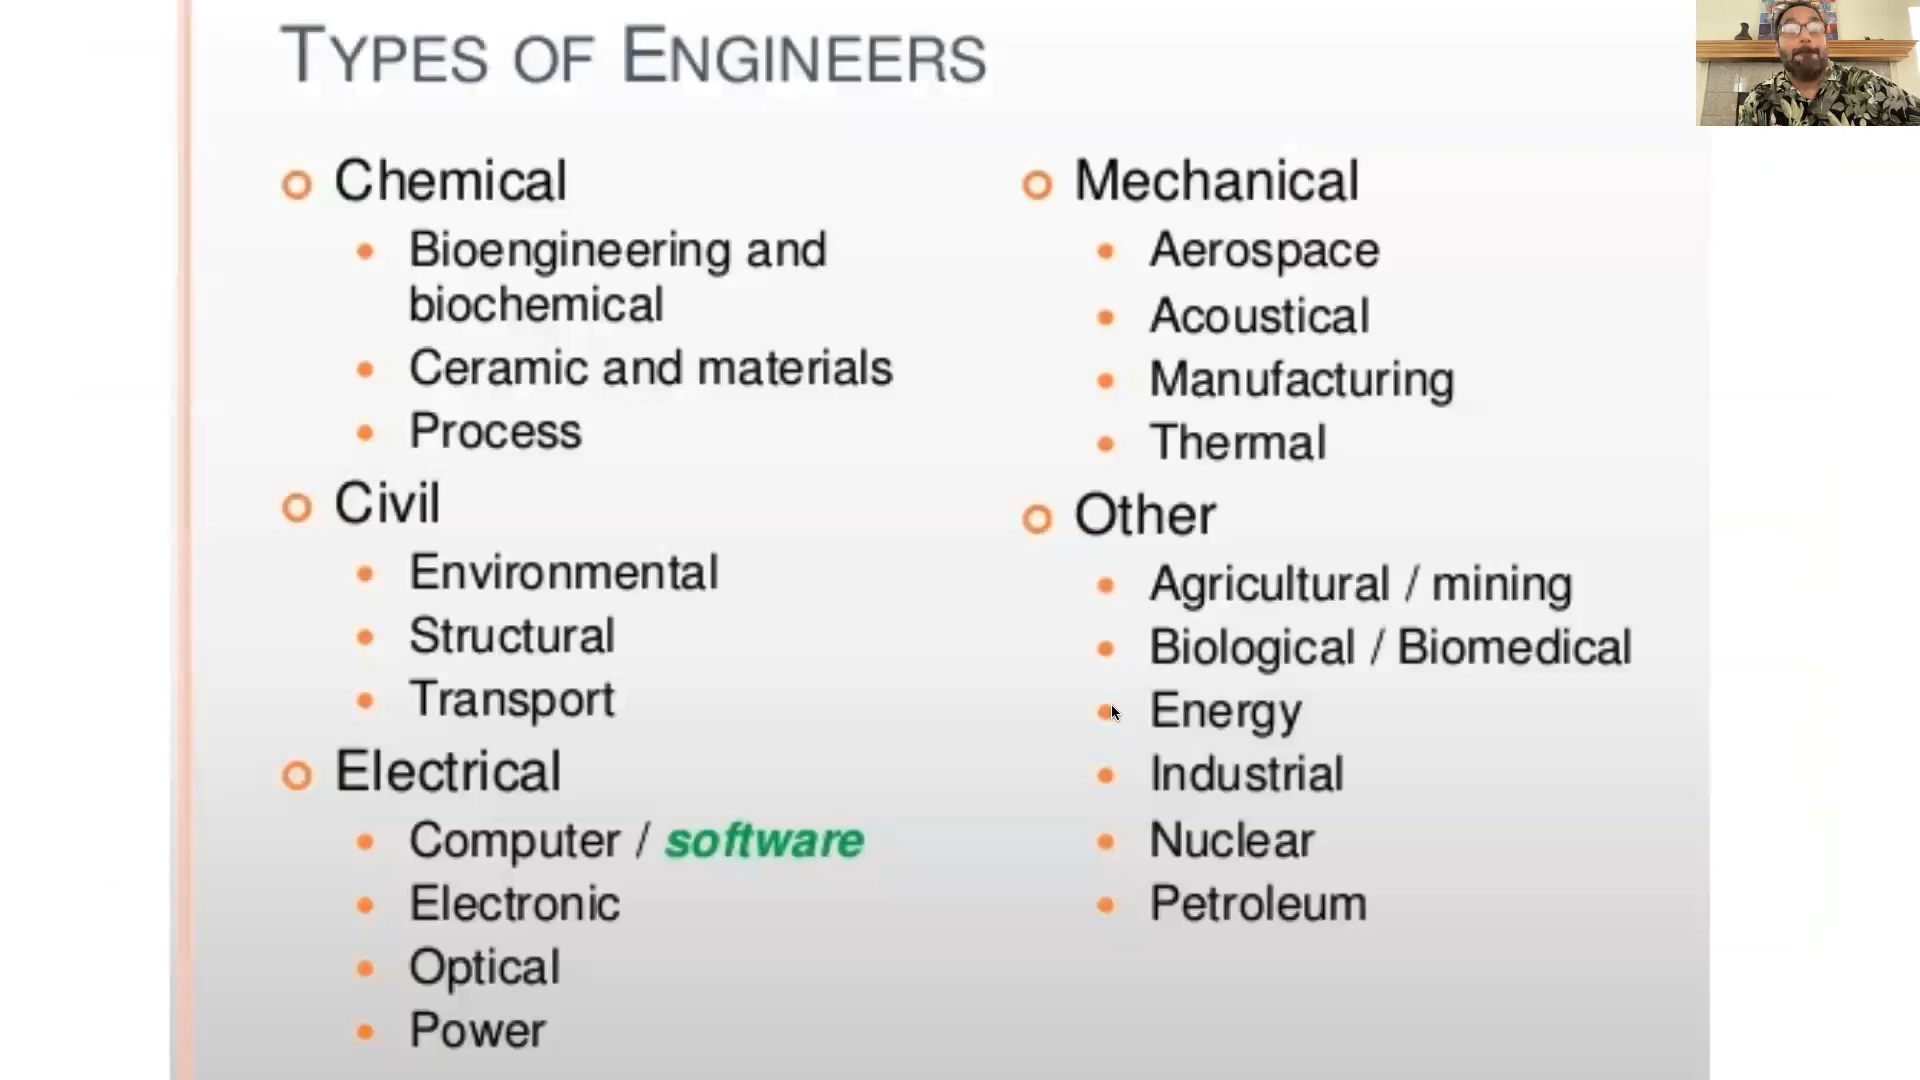 TYPES OF ENGINEERS
Chemical
Bioengineering and
biochemical
Ceramic and materials
Process
Civil
Environmental
Structural
Transport
Electrical
Computer / software
Electronic
Optical
Power
Mechanical
Aerospace
Acoustical
Manufacturing
Thermal
Other
Agricultural / mining
Biological / Biomedical
Energy
Industrial
Nuclear
Petroleum